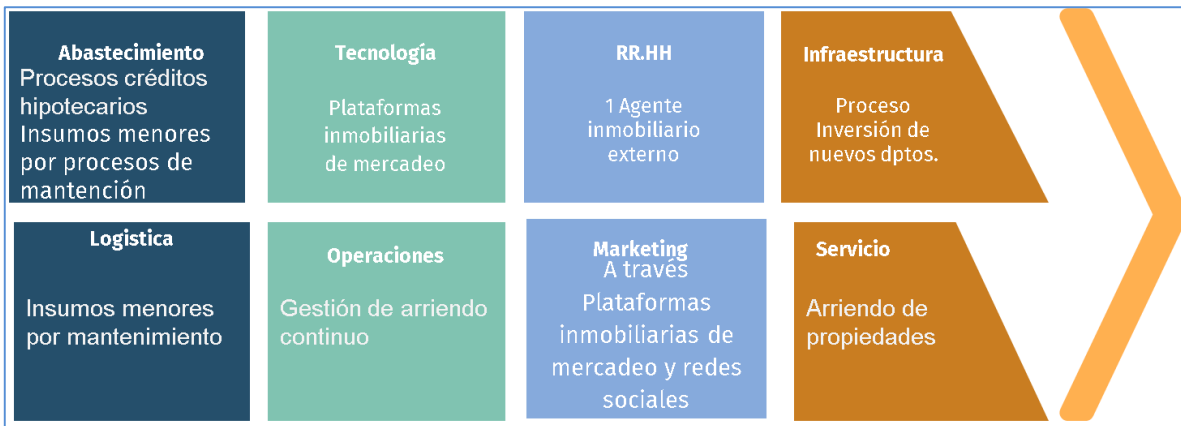 Abastecimiento
Procesos créditos
hipotecarios
Insumos menores
por procesos de
mantención
Tecnología
Plataformas
inmobiliarias
de mercadeo
RR.HH
1 Agente
inmobiliario
externo
Infraestructura
Proceso
Inversión de
nuevos dptos.
Logistica
Insumos menores
por mantenimiento
Operaciones
Gestión de arriendo
continuo
Marketing
A través
Plataformas
inmobiliarias de
mercadeo y redes
sociales
Servicio
Arriendo de
propiedades